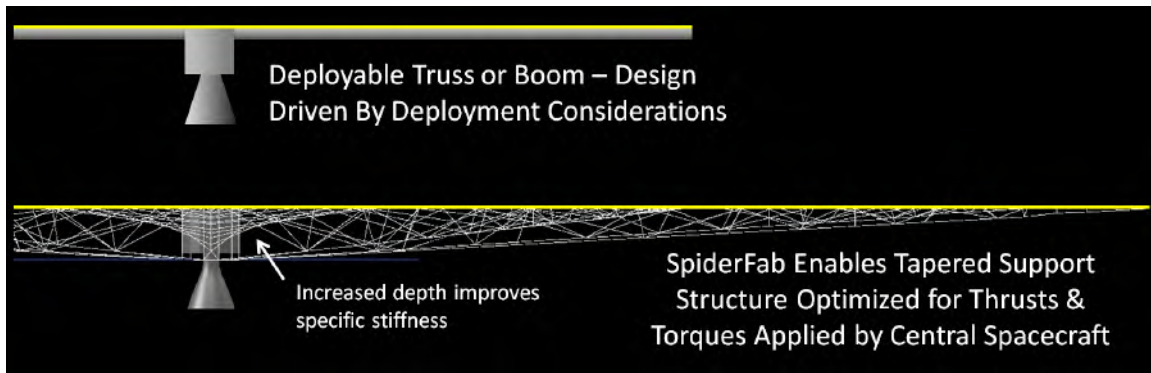 Deployable Truss or Boom – Design
Driven By Deployment Considerations
Increased depth improves
specific stiffness
SpiderFab Enables Tapered Support
Structure Optimized for Thrusts &
Torques Applied by Central Spacecraft